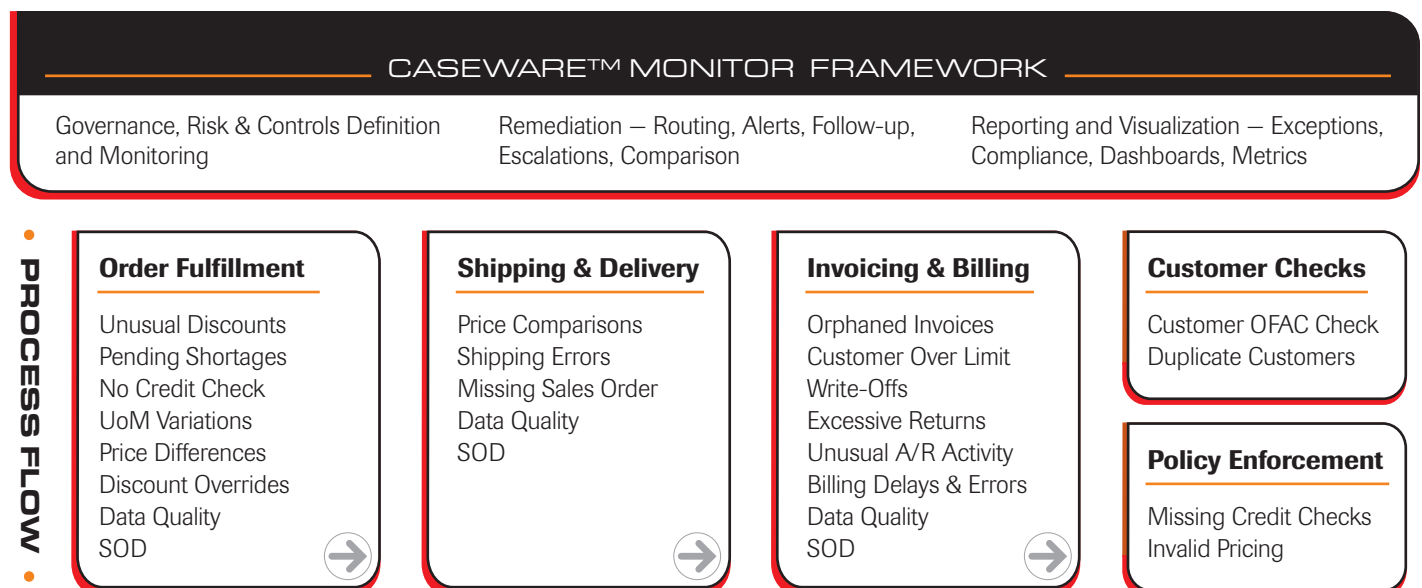 CASEWARE™ MONITOR FRAMEWORK
Governance, Risk & Controls Definition
and Monitoring
Remediation — Routing, Alerts, Follow-up,
Escalations, Comparison
Reporting and Visualization — Exceptions,
Compliance, Dashboards, Metrics
PROCESS FLOW
Order Fulfillment
Unusual Discounts
Pending Shortages
No Credit Check
UoM Variations
Price Differences
Discount Overrides
Data Quality
SOD
Shipping & Delivery
Price Comparisons
Shipping Errors
Missing Sales Order
Data Quality
SOD
Invoicing & Billing
Orphaned Invoices
Customer Over Limit
Write-Offs
Excessive Returns
Unusual A/R Activity
Billing Delays & Errors
Data Quality
SOD
Customer Checks
Customer OFAC Check
Duplicate Customers
Policy Enforcement
Missing Credit Checks
Invalid Pricing